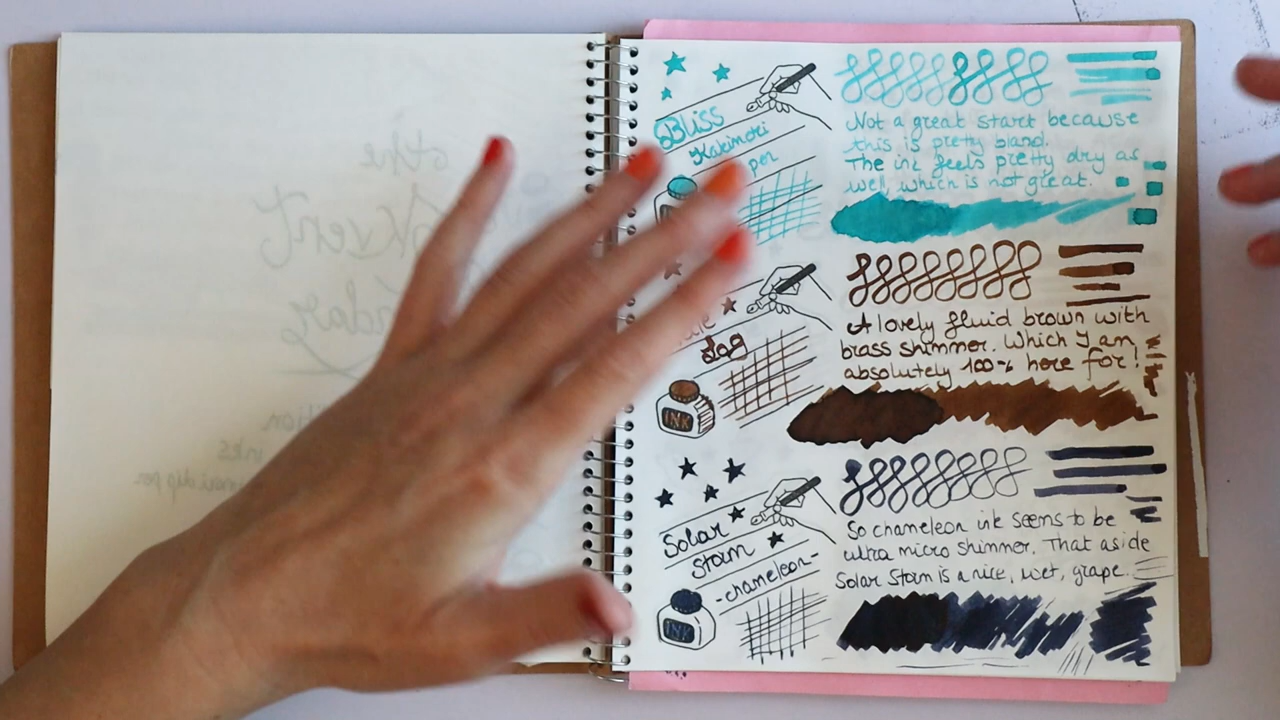 Bliss
Kakimori
pen
Not a great start because
this is pretty bland.
The ink feels pretty dry as
well, which is not great.
dog
INK
A lovely fluid brown with
brass shimmer. Which I am
absolutely 100% here for!
Solar
Storm
-chameleon-
INK
So chameleon ink seems to be
ultra micro shimmer. That aside
Solar Storm is a nice, wet, grape.